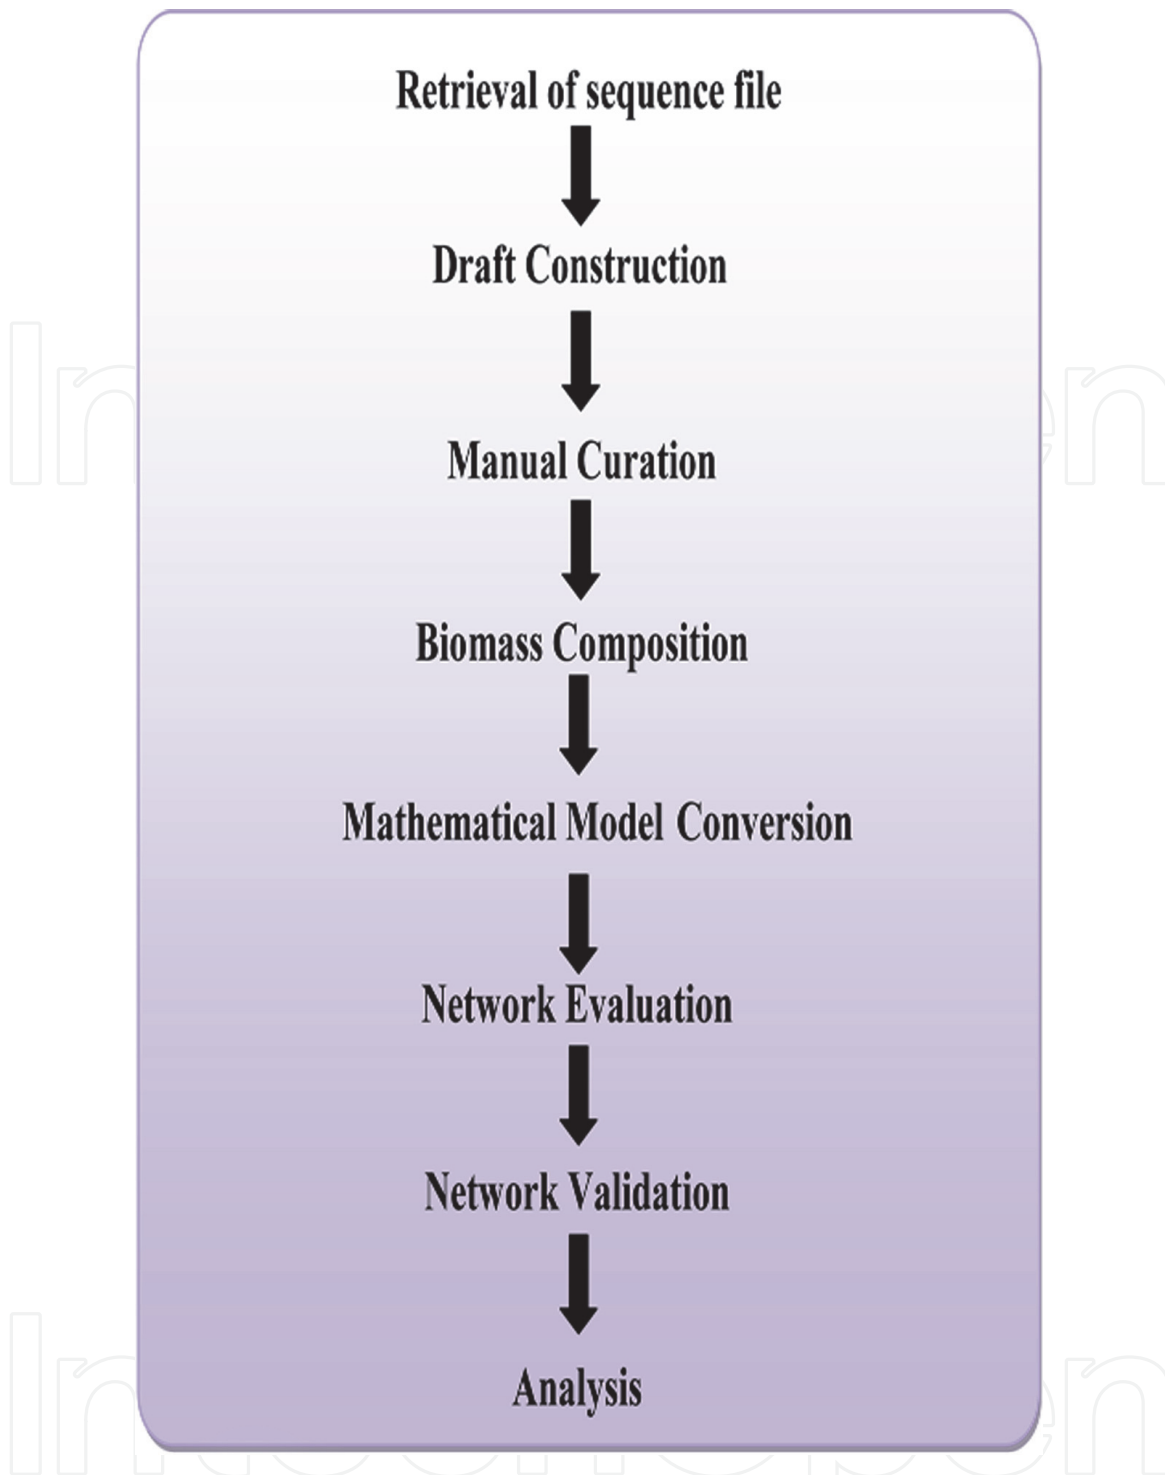 Retrieval of sequence file
Draft Construction
Manual Curation
Biomass Composition
Mathematical Model Conversion
Network Evaluation
Network Validation
Analysis